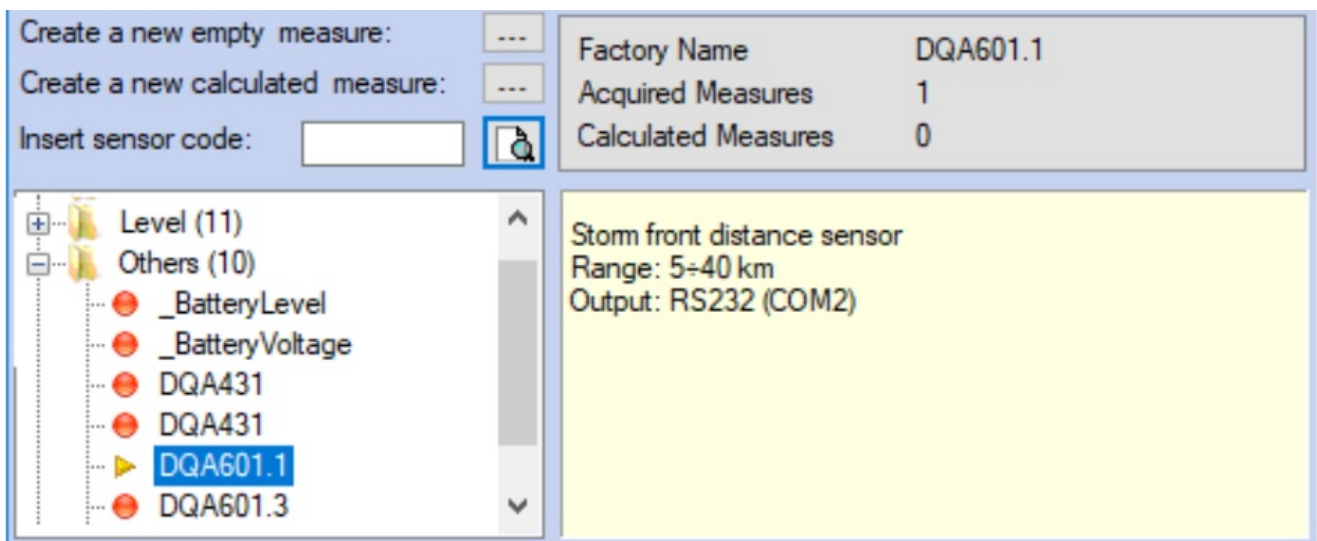 Create a new empty measure: ...
Create a new calculated measure: ...
Insert sensor code:
Factory Name DQA601.1
Acquired Measures 1
Calculated Measures 0
Level (11)
Others (10)
_BatteryLevel
_BatteryVoltage
DQA431
DQA431
DQA601.1
DQA601.3
Storm front distance sensor
Range: 5÷40 km
Output: RS232 (COM2)